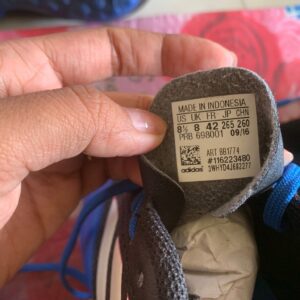 MADE IN INDONESIA
US UK FR JP CHN
8½ 8 42 265 260
PRB 698001 09/16
ART BB1774
#116223480
adidas